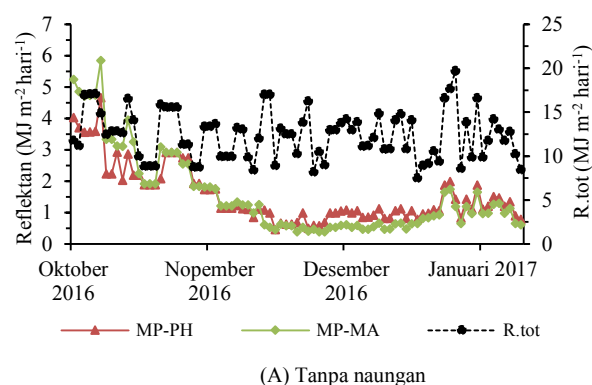 Reflektan (MJ m-² hari-¹)
7
6
5
4
3
2
1
0
25
20
15
10
5
0
R.tot (MJ m-² hari-¹)
Oktober 2016
Nopember 2016
Desember 2016
Januari 2017
MP-PH
MP-MA
R.tot
(A) Tanpa naungan